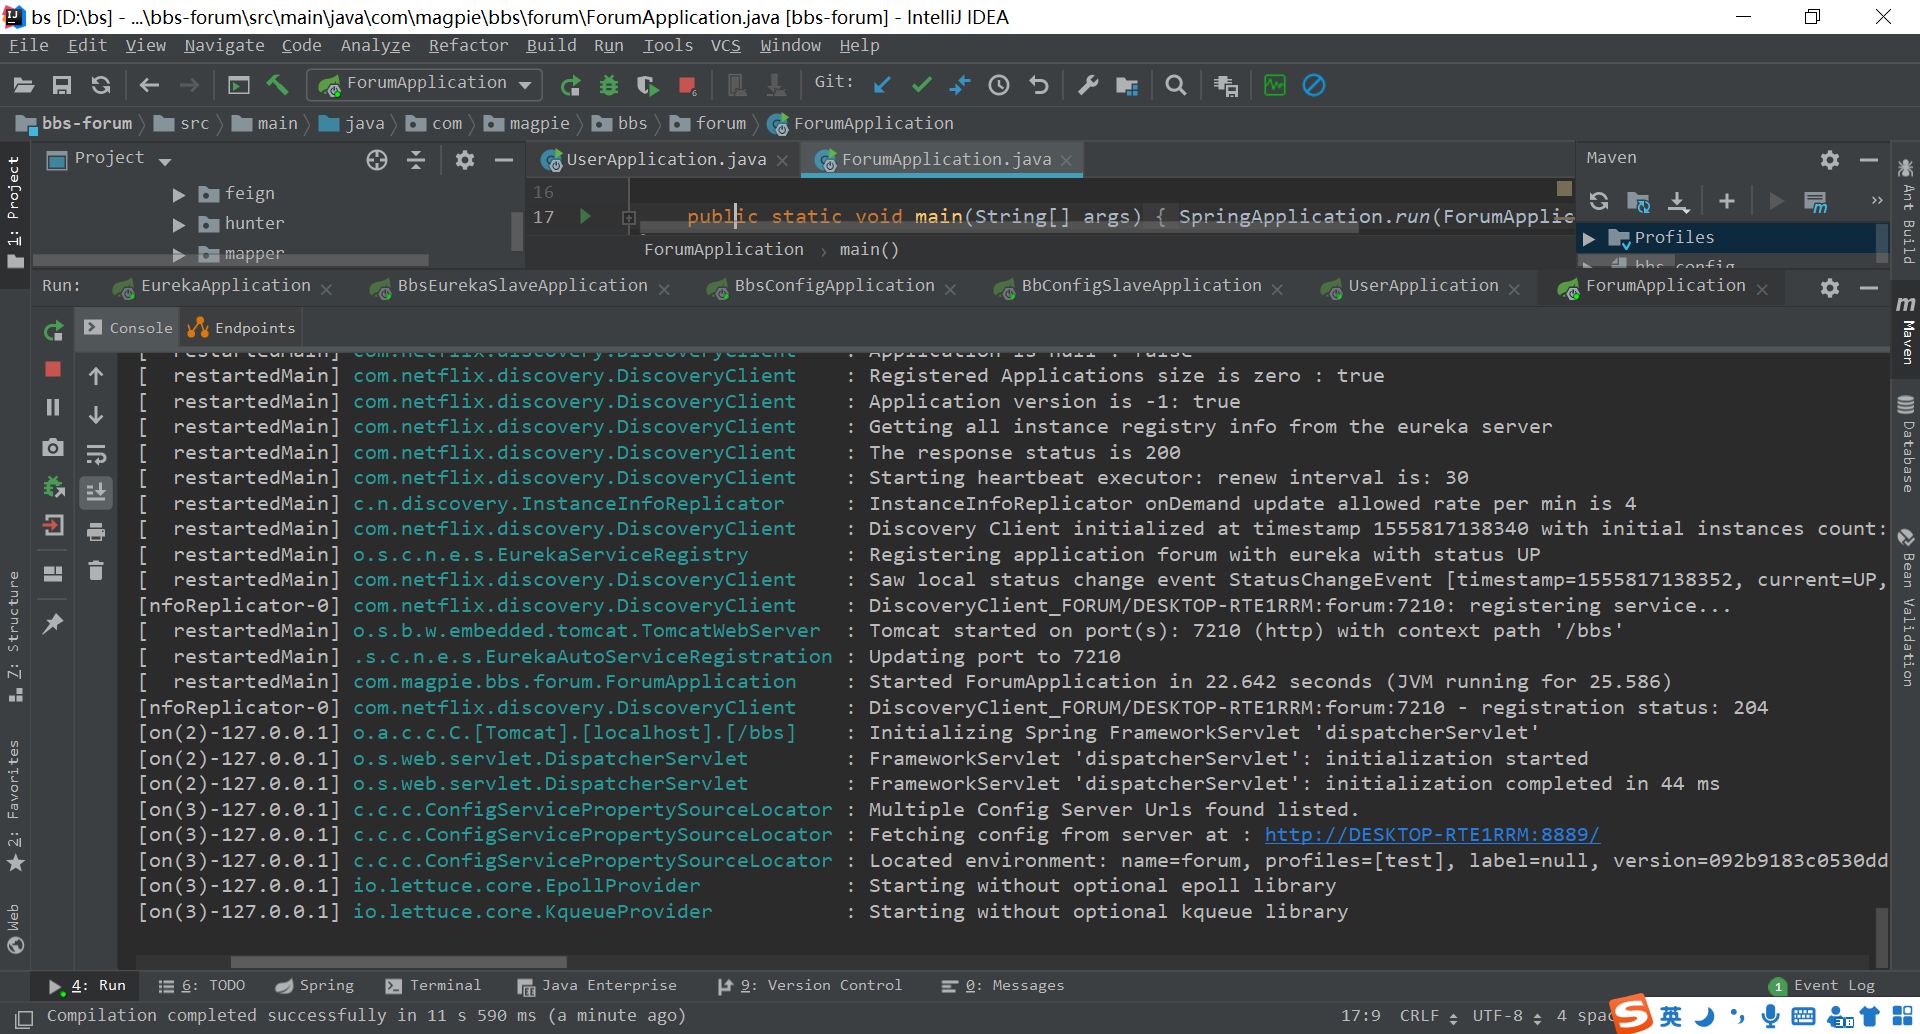 bs [D:\bs] - ...\bbs-forum\src\main\java\com\magpie\bbs\forum\ForumApplication.java [bbs-forum] - IntelliJ IDEA
File Edit View Navigate Code Analyze Refactor Build Run Tools VCS Window Help
ForumApplication Git:
bbs-forum src main java com magpie bbs forum ForumApplication
Project UserApplication.java ForumApplication.java Maven
feign
hunter
mapper
16
17 public static void main(String[] args) { SpringApplication.run(ForumApplic
ForumApplication › main()
Profiles
bbs config
Run: EurekaApplication BbsEurekaSlaveApplication BbsConfigApplication BbConfigSlaveApplication UserApplication ForumApplication
Console Endpoints
[ restartedMain] com.netflix.discovery.DiscoveryClient : Application is null : false
[ restartedMain] com.netflix.discovery.DiscoveryClient : Registered Applications size is zero : true
[ restartedMain] com.netflix.discovery.DiscoveryClient : Application version is -1: true
[ restartedMain] com.netflix.discovery.DiscoveryClient : Getting all instance registry info from the eureka server
[ restartedMain] com.netflix.discovery.DiscoveryClient : The response status is 200
[ restartedMain] com.netflix.discovery.DiscoveryClient : Starting heartbeat executor: renew interval is: 30
[ restartedMain] c.n.discovery.InstanceInfoReplicator : InstanceInfoReplicator onDemand update allowed rate per min is 4
[ restartedMain] com.netflix.discovery.DiscoveryClient : Discovery Client initialized at timestamp 1555817138340 with initial instances count:
[ restartedMain] o.s.c.n.e.s.EurekaServiceRegistry : Registering application forum with eureka with status UP
[ restartedMain] com.netflix.discovery.DiscoveryClient : Saw local status change event StatusChangeEvent [timestamp=1555817138352, current=UP,
[nfoReplicator-0] com.netflix.discovery.DiscoveryClient : DiscoveryClient_FORUM/DESKTOP-RTE1RRM:forum:7210: registering service...
[ restartedMain] o.s.b.w.embedded.tomcat.TomcatWebServer : Tomcat started on port(s): 7210 (http) with context path '/bbs'
[ restartedMain] .s.c.n.e.s.EurekaAutoServiceRegistration : Updating port to 7210
[ restartedMain] com.magpie.bbs.forum.ForumApplication : Started ForumApplication in 22.642 seconds (JVM running for 25.586)
[nfoReplicator-0] com.netflix.discovery.DiscoveryClient : DiscoveryClient_FORUM/DESKTOP-RTE1RRM:forum:7210 - registration status: 204
[on(2)-127.0.0.1] o.a.c.c.C.[Tomcat].[localhost].[/bbs] : Initializing Spring FrameworkServlet 'dispatcherServlet'
[on(2)-127.0.0.1] o.s.web.servlet.DispatcherServlet : FrameworkServlet 'dispatcherServlet': initialization started
[on(2)-127.0.0.1] o.s.web.servlet.DispatcherServlet : FrameworkServlet 'dispatcherServlet': initialization completed in 44 ms
[on(3)-127.0.0.1] c.c.c.ConfigServicePropertySourceLocator : Multiple Config Server Urls found listed.
[on(3)-127.0.0.1] c.c.c.ConfigServicePropertySourceLocator : Fetching config from server at : http://DESKTOP-RTE1RRM:8889/
[on(3)-127.0.0.1] c.c.c.ConfigServicePropertySourceLocator : Located environment: name=forum, profiles=[test], label=null, version=092b9183c0530dd
[on(3)-127.0.0.1] io.lettuce.core.EpollProvider : Starting without optional epoll library
[on(3)-127.0.0.1] io.lettuce.core.KqueueProvider : Starting without optional kqueue library
1: Project
7: Structure
2: Favorites
Web
Ant Build
m Maven
Database
Bean Validation
4: Run 6: TODO Spring Terminal Java Enterprise 9: Version Control 0: Messages 1 Event Log
Compilation completed successfully in 11 s 590 ms (a minute ago) 17:9 CRLF UTF-8 4 spac 英